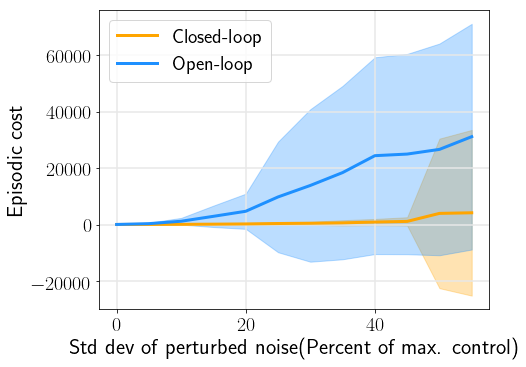 Closed-loop
Open-loop
60000
40000
20000
0
−20000
Episodic cost
0 20 40
Std dev of perturbed noise(Percent of max. control)